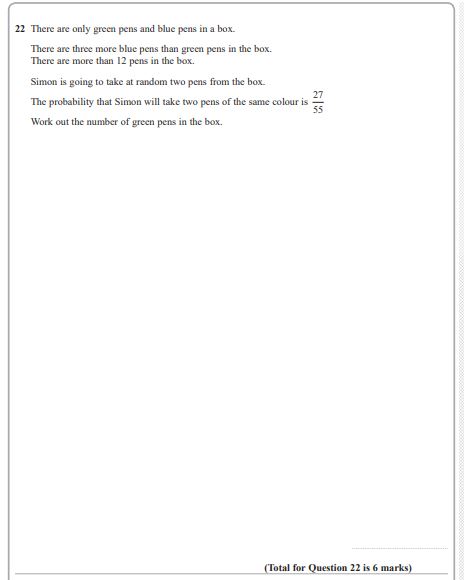 22 There are only green pens and blue pens in a box.
There are three more blue pens than green pens in the box.
There are more than 12 pens in the box.
Simon is going to take at random two pens from the box.
The probability that Simon will take two pens of the same colour is 27/55
Work out the number of green pens in the box.
(Total for Question 22 is 6 marks)